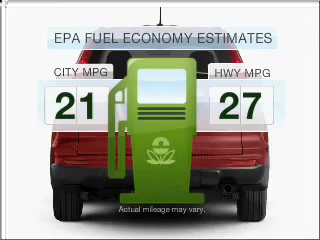 EPA FUEL ECONOMY ESTIMATES
CITY MPG
HWY MPG
21
27
Actual mileage may vary.